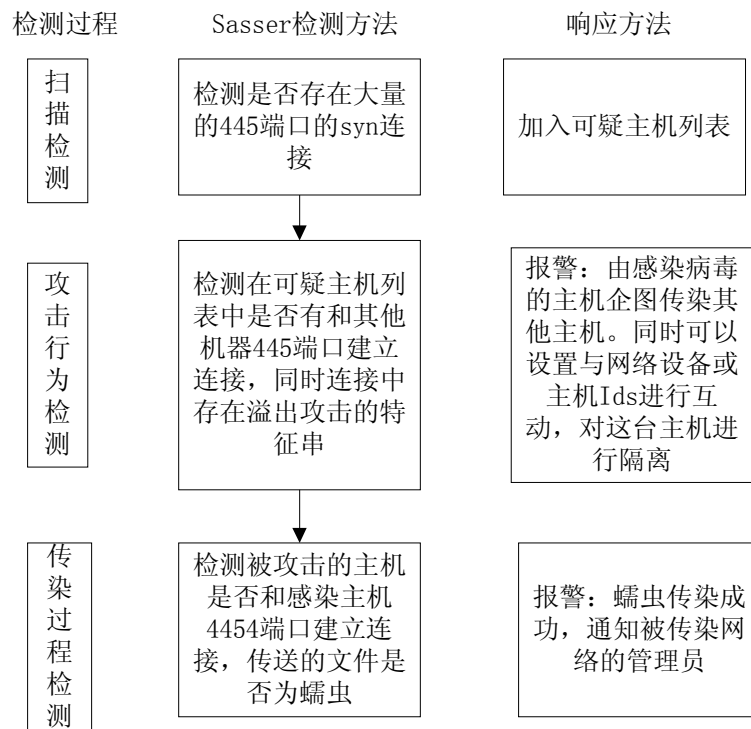 检测过程
Sasser检测方法
响应方法
扫
描
检
测
检测是否存在大量
的445端口的syn连
接
加入可疑主机列表
攻
击
行
为
检
测
检测在可疑主机列
表中是否有和其他
机器445端口建立
连接，同时连接中
存在溢出攻击的特
征串
报警：由感染病毒
的主机企图传染其
他主机。同时可以
设置与网络设备或
主机Ids进行互
动，对这台主机进
行隔离
传
染
过
程
检
测
检测被攻击的主机
是否和感染主机
4454端口建立连
接，传送的文件是
否为蠕虫
报警：蠕虫传染成
功，通知被传染网
络的管理员